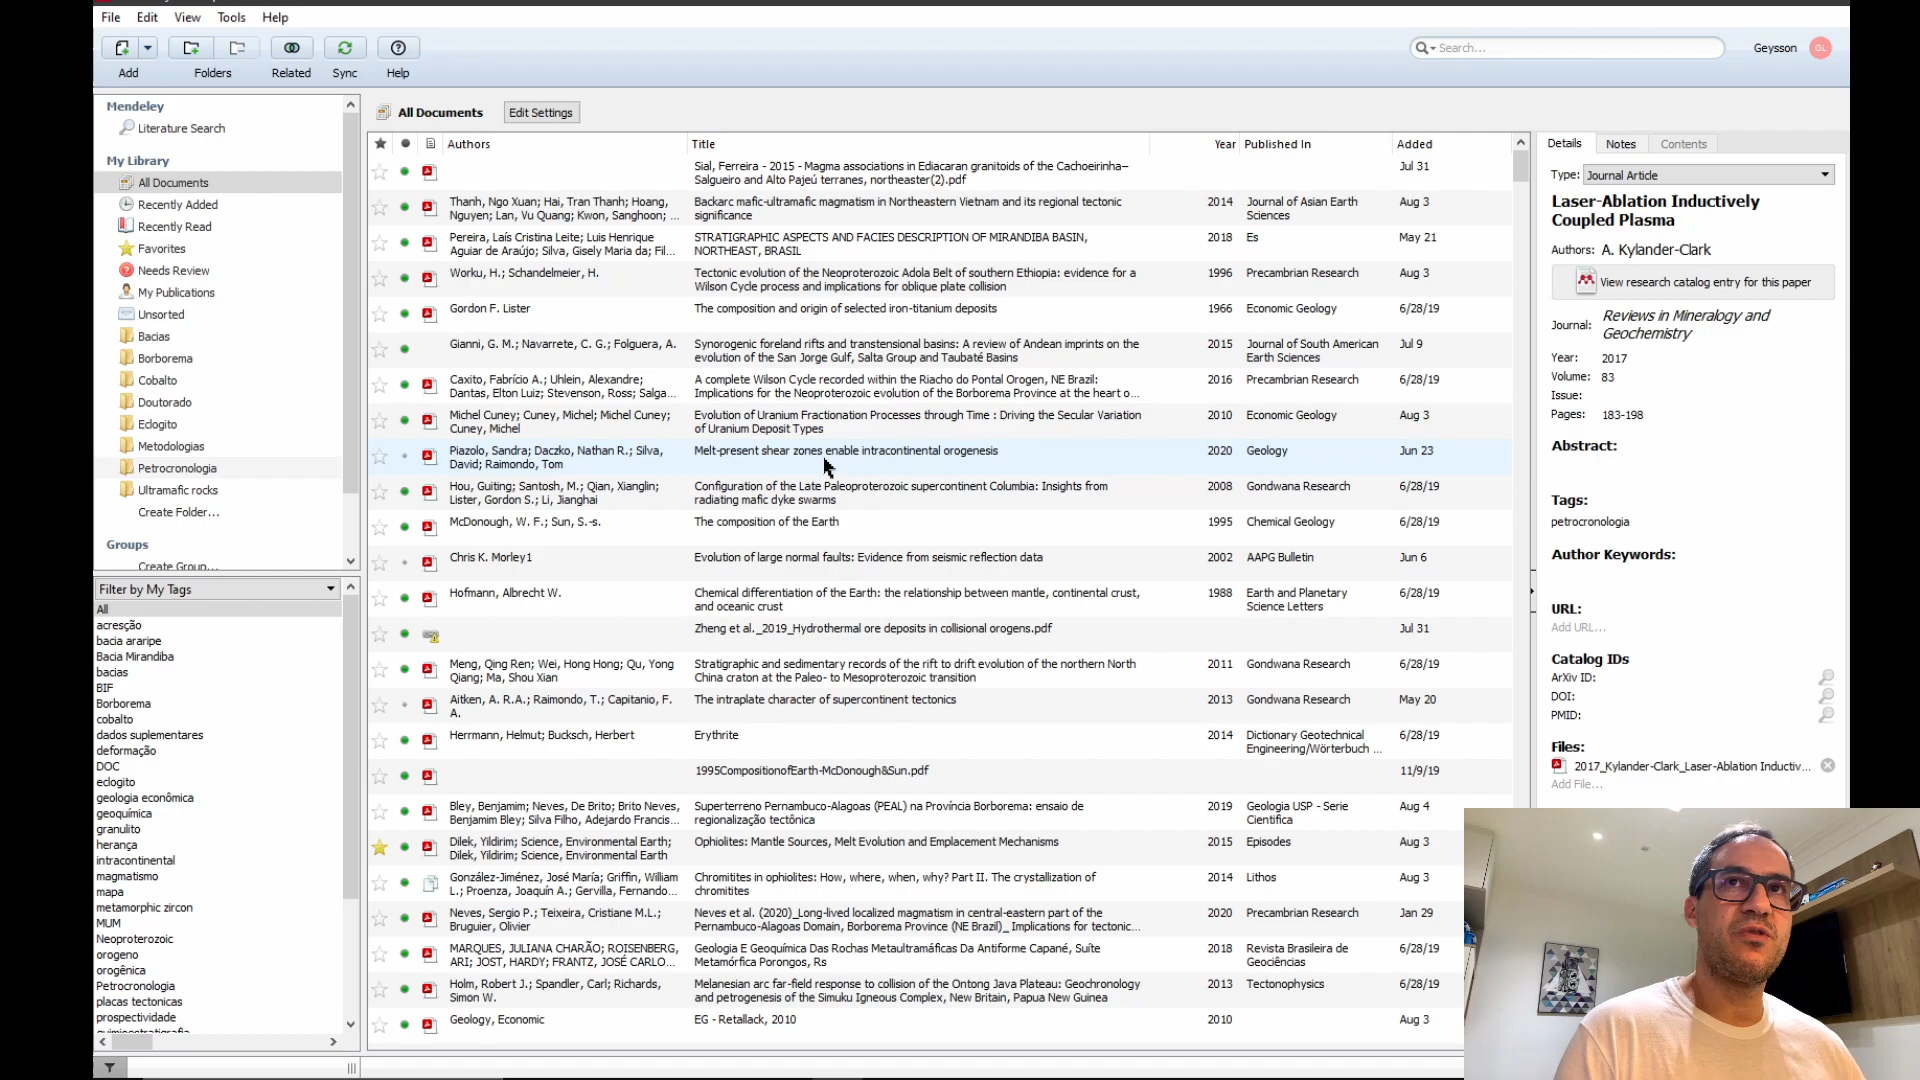 File Edit View Tools Help
Search...
Geysson GL
Add Folders Related Sync Help
Mendeley
Literature Search
My Library
All Documents
Recently Added
Recently Read
Favorites
Needs Review
My Publications
Unsorted
Bacias
Borborema
Cobalto
Doutorado
Eclogito
Metodologias
Petrocronologia
Ultramafic rocks
Create Folder...
Groups
Create Group...
Filter by My Tags
All
acresção
bacia araripe
Bacia Mirandiba
bacias
BIF
Borborema
cobalto
dados suplementares
deformação
DOC
eclogito
geologia econômica
geoquímica
granulito
herança
intracontinental
magmatismo
mapa
metamorphic zircon
MUM
Neoproterozoic
orogeno
orogênica
Petrocronologia
placas tectonicas
prospectividade
quimioestratigrafia
All Documents Edit Settings
Authors Title Year Published In Added
Sial, Ferreira - 2015 - Magma associations in Ediacaran granitoids of the Cachoeirinha– Jul 31
Salgueiro and Alto Pajeú terranes, northeaster(2).pdf
Thanh, Ngo Xuan; Hai, Tran Thanh; Hoang, Backarc mafic-ultramafic magmatism in Northeastern Vietnam and its regional tectonic 2014 Journal of Asian Earth Aug 3
Nguyen; Lan, Vu Quang; Kwon, Sanghoon; ... significance Sciences
Pereira, Laís Cristina Leite; Luis Henrique STRATIGRAPHIC ASPECTS AND FACIES DESCRIPTION OF MIRANDIBA BASIN, 2018 Es May 21
Aguiar de Araújo; Silva, Gisely Maria da; Fil... NORTHEAST, BRASIL
Worku, H.; Schandelmeier, H. Tectonic evolution of the Neoproterozoic Adola Belt of southern Ethiopia: evidence for a 1996 Precambrian Research Aug 3
Wilson Cycle process and implications for oblique plate collision
Gordon F. Lister The composition and origin of selected iron-titanium deposits 1966 Economic Geology 6/28/19
Gianni, G. M.; Navarrete, C. G.; Folguera, A. Synorogenic foreland rifts and transtensional basins: A review of Andean imprints on the 2015 Journal of South American Jul 9
evolution of the San Jorge Gulf, Salta Group and Taubaté Basins Earth Sciences
Caxito, Fabrício A.; Uhlein, Alexandre; A complete Wilson Cycle recorded within the Riacho do Pontal Orogen, NE Brazil: 2016 Precambrian Research 6/28/19
Dantas, Elton Luiz; Stevenson, Ross; Salga... Implications for the Neoproterozoic evolution of the Borborema Province at the heart o...
Michel Cuney; Cuney, Michel; Michel Cuney; Evolution of Uranium Fractionation Processes through Time : Driving the Secular Variation 2010 Economic Geology Aug 3
Cuney, Michel of Uranium Deposit Types
Piazolo, Sandra; Daczko, Nathan R.; Silva, Melt-present shear zones enable intracontinental orogenesis 2020 Geology Jun 23
David; Raimondo, Tom
Hou, Guiting; Santosh, M.; Qian, Xianglin; Configuration of the Late Paleoproterozoic supercontinent Columbia: Insights from 2008 Gondwana Research 6/28/19
Lister, Gordon S.; Li, Jianghai radiating mafic dyke swarms
McDonough, W. F.; Sun, S.-s. The composition of the Earth 1995 Chemical Geology 6/28/19
Chris K. Morley1 Evolution of large normal faults: Evidence from seismic reflection data 2002 AAPG Bulletin Jun 6
Hofmann, Albrecht W. Chemical differentiation of the Earth: the relationship between mantle, continental crust, 1988 Earth and Planetary 6/28/19
and oceanic crust Science Letters
Zheng et al._2019_Hydrothermal ore deposits in collisional orogens.pdf Jul 31
Meng, Qing Ren; Wei, Hong Hong; Qu, Yong Stratigraphic and sedimentary records of the rift to drift evolution of the northern North 2011 Gondwana Research 6/28/19
Qiang; Ma, Shou Xian China craton at the Paleo- to Mesoproterozoic transition
Aitken, A. R.A.; Raimondo, T.; Capitanio, F. The intraplate character of supercontinent tectonics 2013 Gondwana Research May 20
A.
Herrmann, Helmut; Bucksch, Herbert Erythrite 2014 Dictionary Geotechnical 6/28/19
Engineering/Wörterbuch ...
1995CompositionofEarth-McDonough&Sun.pdf 11/9/19
Bley, Benjamim; Neves, De Brito; Brito Neves, Superterreno Pernambuco-Alagoas (PEAL) na Província Borborema: ensaio de 2019 Geologia USP - Serie Aug 4
Benjamim Bley; Silva Filho, Adejardo Francis... regionalização tectônica Cientifica
Dilek, Yildirim; Science, Environmental Earth; Ophiolites: Mantle Sources, Melt Evolution and Emplacement Mechanisms 2015 Episodes Aug 3
Dilek, Yildirim; Science, Environmental Earth
González-Jiménez, José María; Griffin, William Chromitites in ophiolites: How, where, when, why? Part II. The crystallization of 2014 Lithos Aug 3
L.; Proenza, Joaquín A.; Gervilla, Fernando... chromitites
Neves, Sergio P.; Teixeira, Cristiane M.L.; Neves et al. (2020)_Long-lived localized magmatism in central-eastern part of the 2020 Precambrian Research Jan 29
Bruguier, Olivier Pernambuco-Alagoas Domain, Borborema Province (NE Brazil)_ Implications for tectonic...
MARQUES, JULIANA CHARÃO; ROISENBERG, Geologia E Geoquímica Das Rochas Metaultramáficas Da Antiforme Capané, Suíte 2018 Revista Brasileira de 6/28/19
ARI; JOST, HARDY; FRANTZ, JOSÉ CARLO... Metamórfica Porongos, Rs Geociências
Holm, Robert J.; Spandler, Carl; Richards, Melanesian arc far-field response to collision of the Ontong Java Plateau: Geochronology 2013 Tectonophysics 6/28/19
Simon W. and petrogenesis of the Simuku Igneous Complex, New Britain, Papua New Guinea
Geology, Economic EG - Retallack, 2010 2010 Aug 3
Details Notes Contents
Type: Journal Article
Laser-Ablation Inductively
Coupled Plasma
Authors: A. Kylander-Clark
View research catalog entry for this paper
Journal: Reviews in Mineralogy and
Geochemistry
Year: 2017
Volume: 83
Issue:
Pages: 183-198
Abstract:
Tags:
petrocronologia
Author Keywords:
URL:
Add URL...
Catalog IDs
ArXiv ID:
DOI:
PMID:
Files:
2017_Kylander-Clark_Laser-Ablation Inductiv...
Add File...